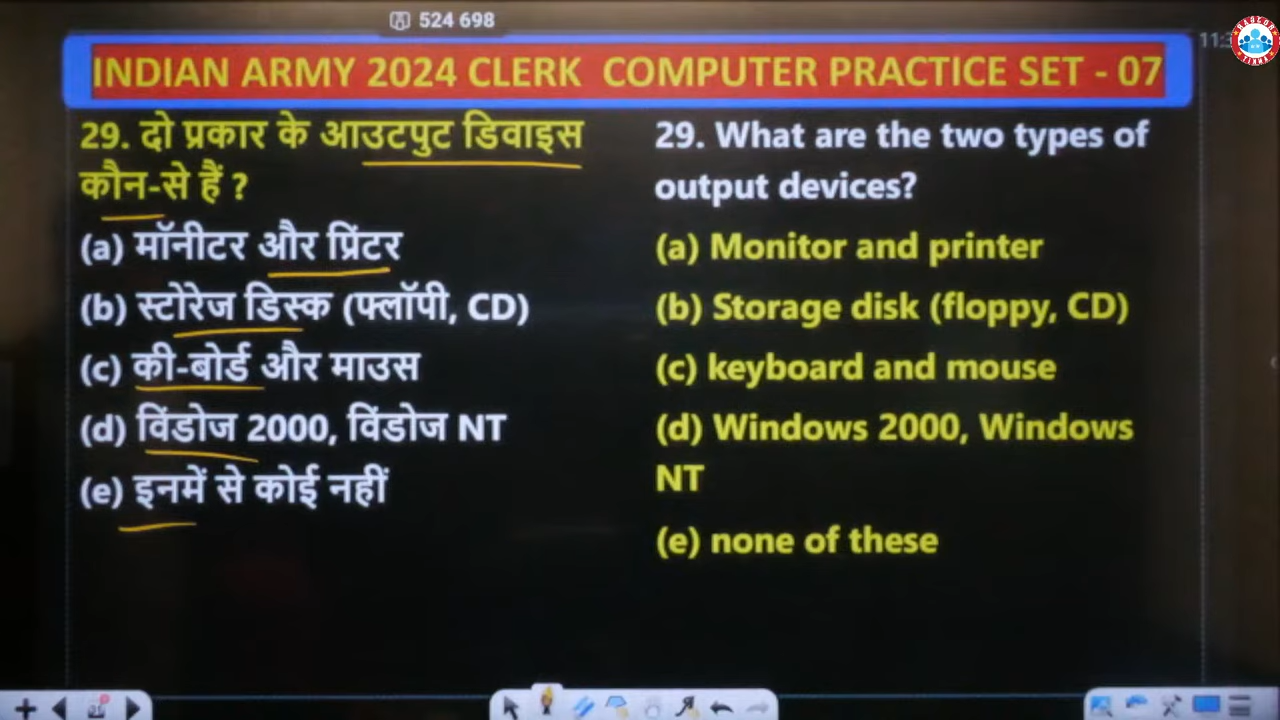 524 698
INDIAN ARMY 2024 CLERK COMPUTER PRACTICE SET - 07
29. दो प्रकार के आउटपुट डिवाइस
कौन-से हैं ?
(a) मॉनीटर और प्रिंटर
(b) स्टोरेज डिस्क (फ्लॉपी, CD)
(c) की-बोर्ड और माउस
(d) विंडोज 2000, विंडोज NT
(e) इनमें से कोई नहीं
29. What are the two types of
output devices?
(a) Monitor and printer
(b) Storage disk (floppy, CD)
(c) keyboard and mouse
(d) Windows 2000, Windows
NT
(e) none of these